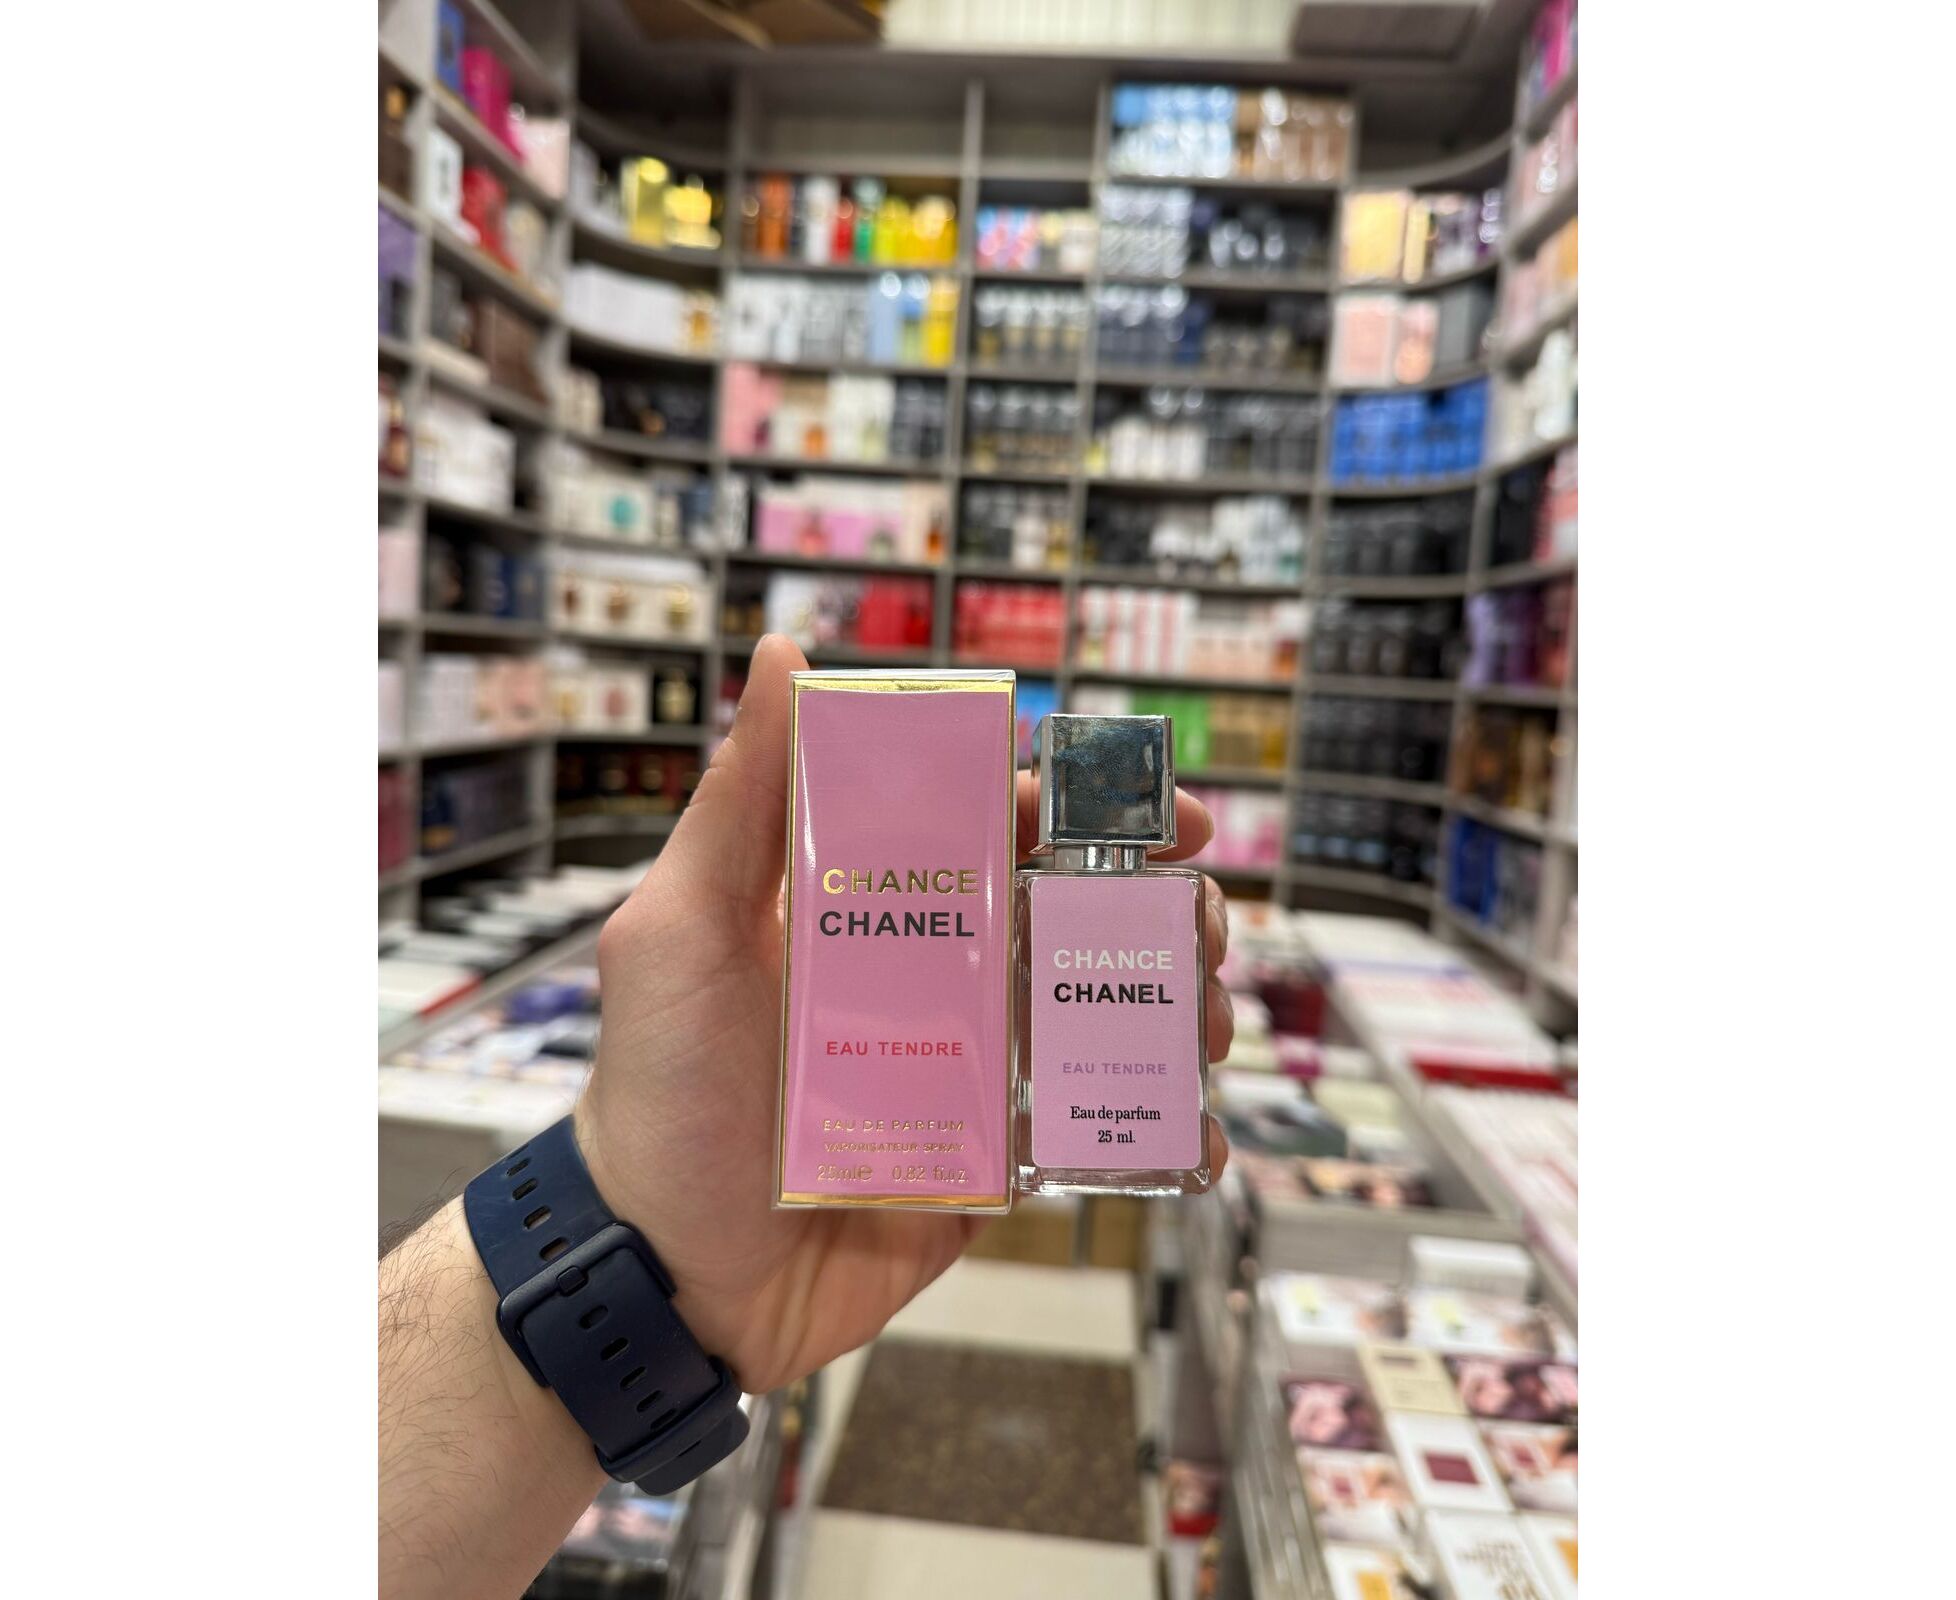 CHANCE
CHANEL
EAU TENDRE
EAU DE PARFUM
VAPORISATEUR SPRAY
25ml℮ 0.82 fl.oz.
CHANCE
CHANEL
EAU TENDRE
Eau de parfum
25 ml.